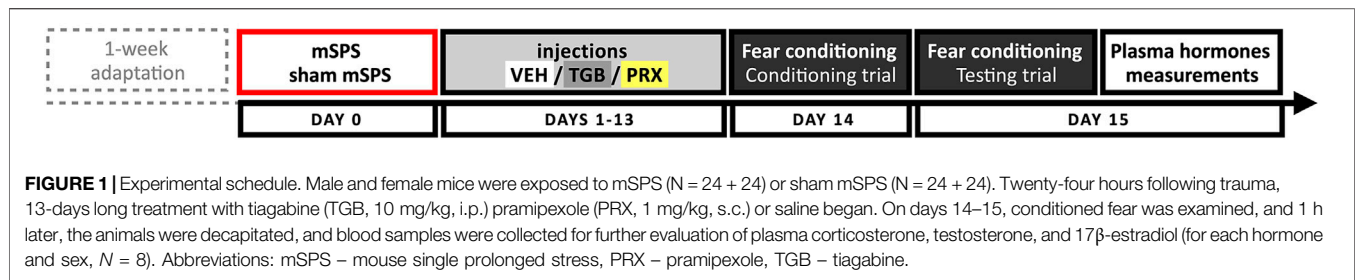 1-week
adaptation
mSPS
sham mSPS
injections
VEH / TGB / PRX
Fear conditioning
Conditioning trial
Fear conditioning
Testing trial
Plasma hormones
measurements
DAY 0
DAYS 1-13
DAY 14
DAY 15
FIGURE 1 | Experimental schedule. Male and female mice were exposed to mSPS (N = 24 + 24) or sham mSPS (N = 24 + 24). Twenty-four hours following trauma,
13-days long treatment with tiagabine (TGB, 10 mg/kg, i.p.) pramipexole (PRX, 1 mg/kg, s.c.) or saline began. On days 14–15, conditioned fear was examined, and 1 h
later, the animals were decapitated, and blood samples were collected for further evaluation of plasma corticosterone, testosterone, and 17β-estradiol (for each hormone
and sex, N = 8). Abbreviations: mSPS – mouse single prolonged stress, PRX – pramipexole, TGB – tiagabine.